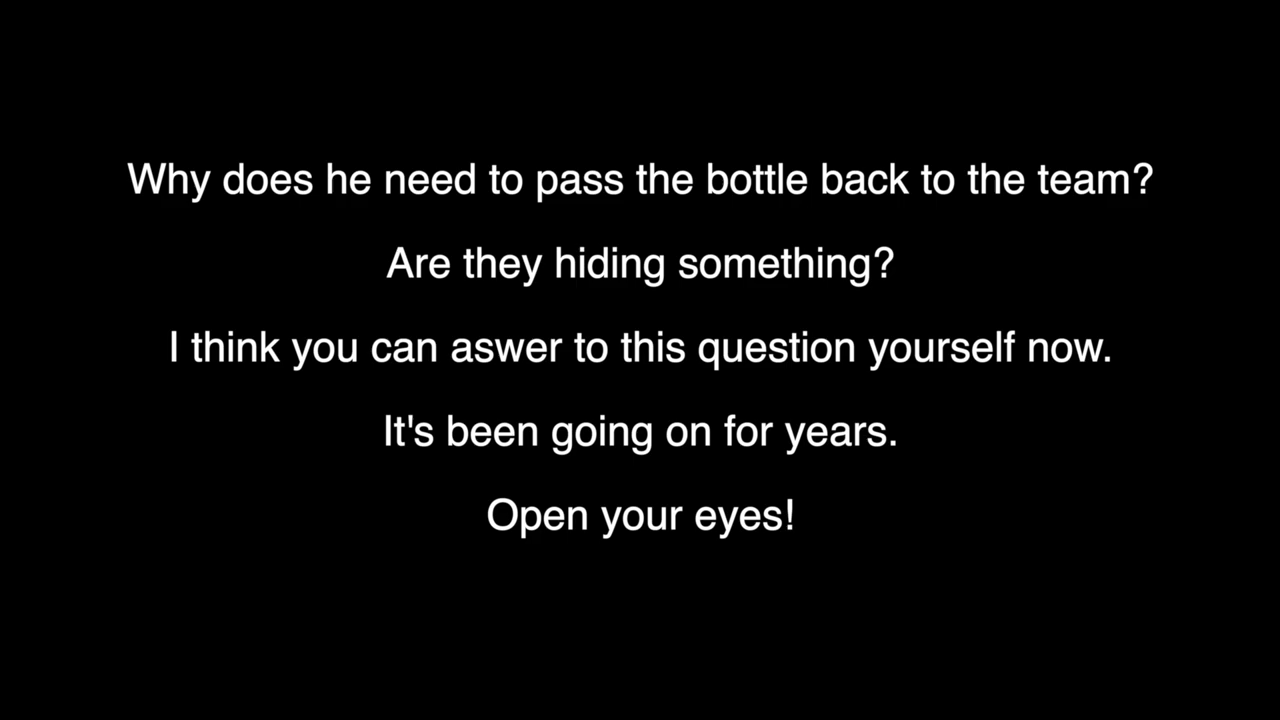 Why does he need to pass the bottle back to the team?
Are they hiding something?
I think you can aswer to this question yourself now.
It's been going on for years.
Open your eyes!